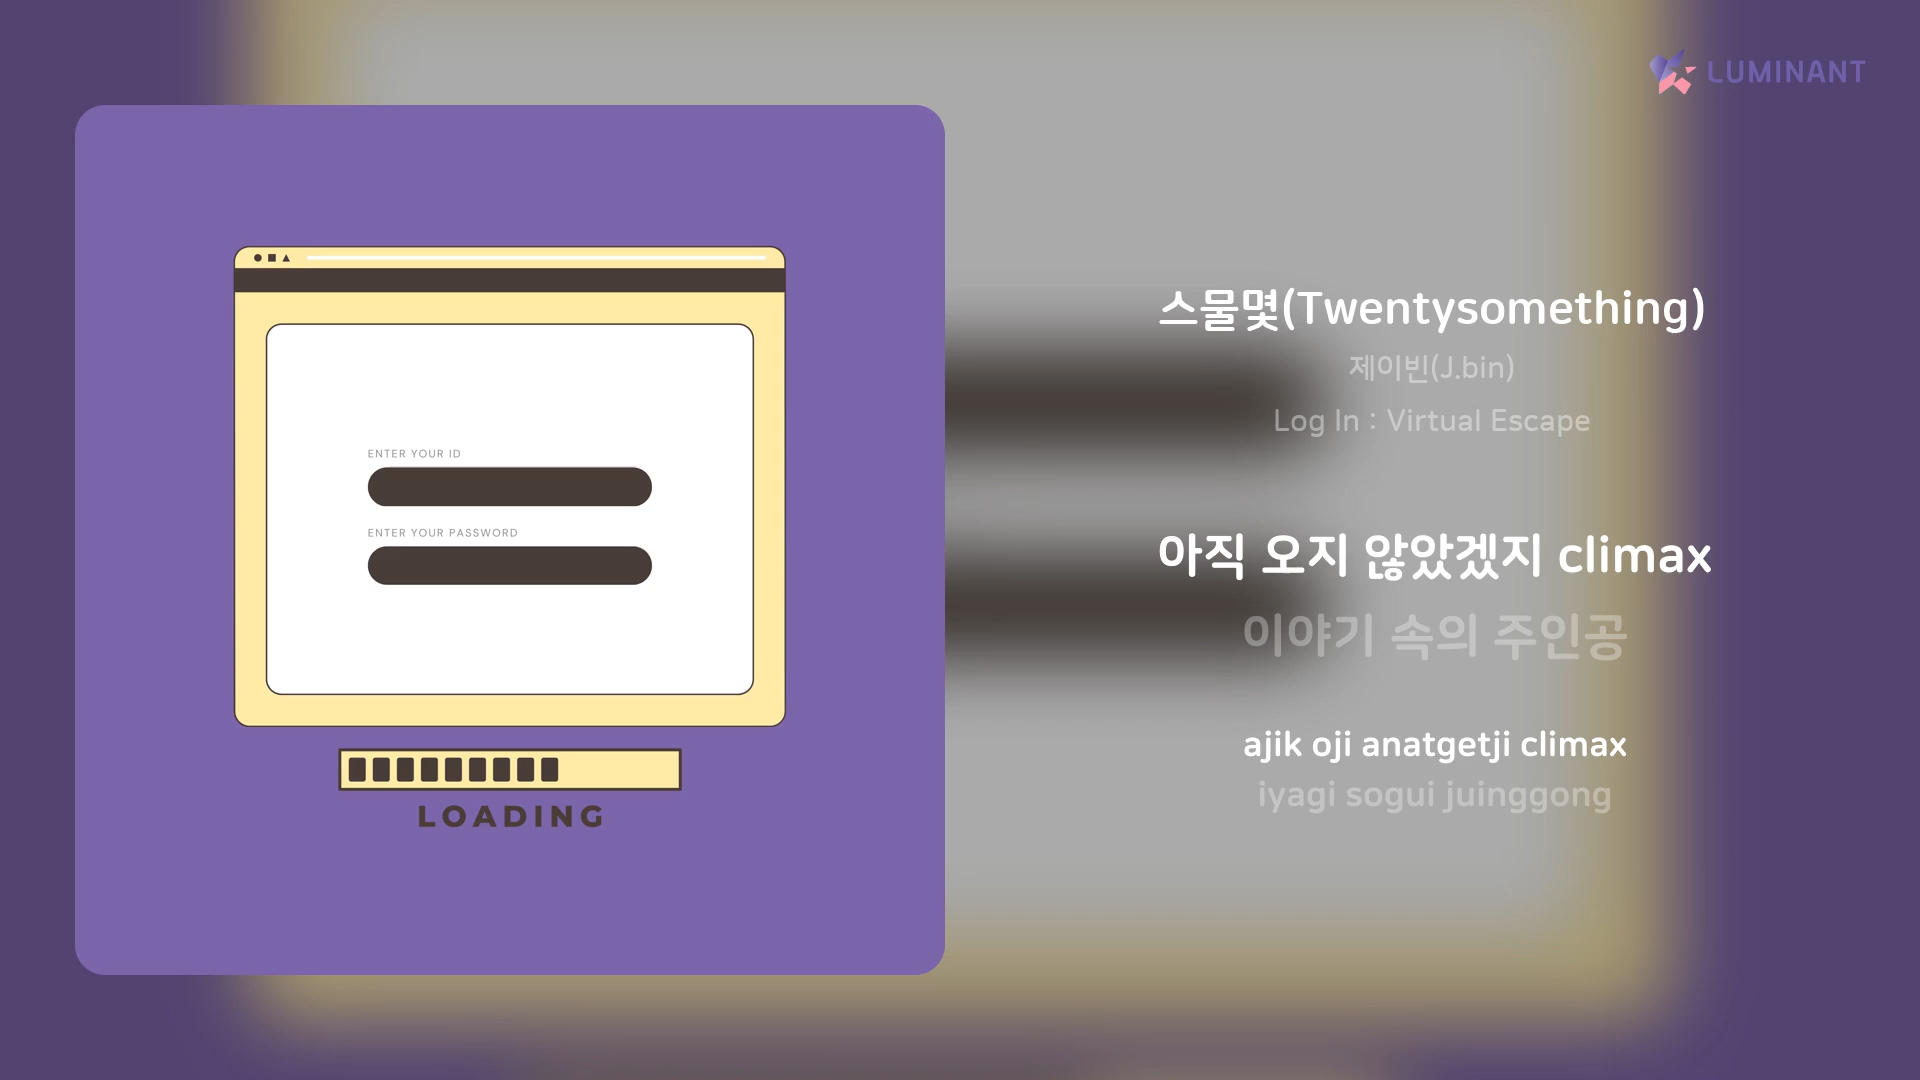 LUMINANT
ENTER YOUR ID
ENTER YOUR PASSWORD
LOADING
스물몇(Twentysomething)
제이빈(J.bin)
Log In : Virtual Escape
아직 오지 않았겠지 climax
이야기 속의 주인공
ajik oji anatgetji climax
iyagi sogui juinggong